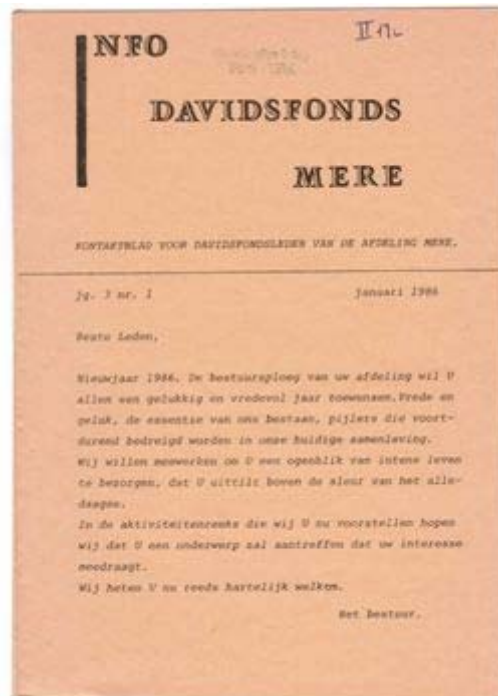 INFO
DAVIDSFONDS
MERE
KONTAKTBLAD VOOR DAVIDSFONDSLEDEN VAN DE AFDELING MERE.
jg. 3 nr. 1 januari 1986
Beste Leden,
Nieuwjaar 1986. De bestuursploeg van uw afdeling wil U
allen een gelukkig en vredevol jaar toewensen.Vrede en
geluk, de essentie van ons bestaan, pijlers die voort-
durend bedreigd worden in onze huidige samenleving.
Wij willen meewerken om U een ogenblik van intens leven
te bezorgen, dat U uittilt boven de sleur van het alle-
daagse.
In de aktiviteitenreeks die wij U nu voorstellen hopen
wij dat U een onderwerp zal aantreffen dat uw interesse
meedraagt.
Wij heten U nu reeds hartelijk welkom.
Het bestuur.